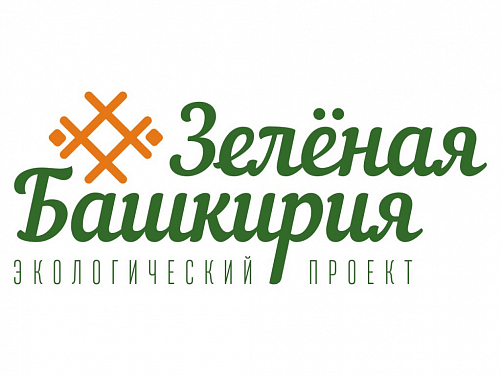 Зелёная
Башкирия
ЭКОЛОГИЧЕСКИЙ ПРОЕКТ